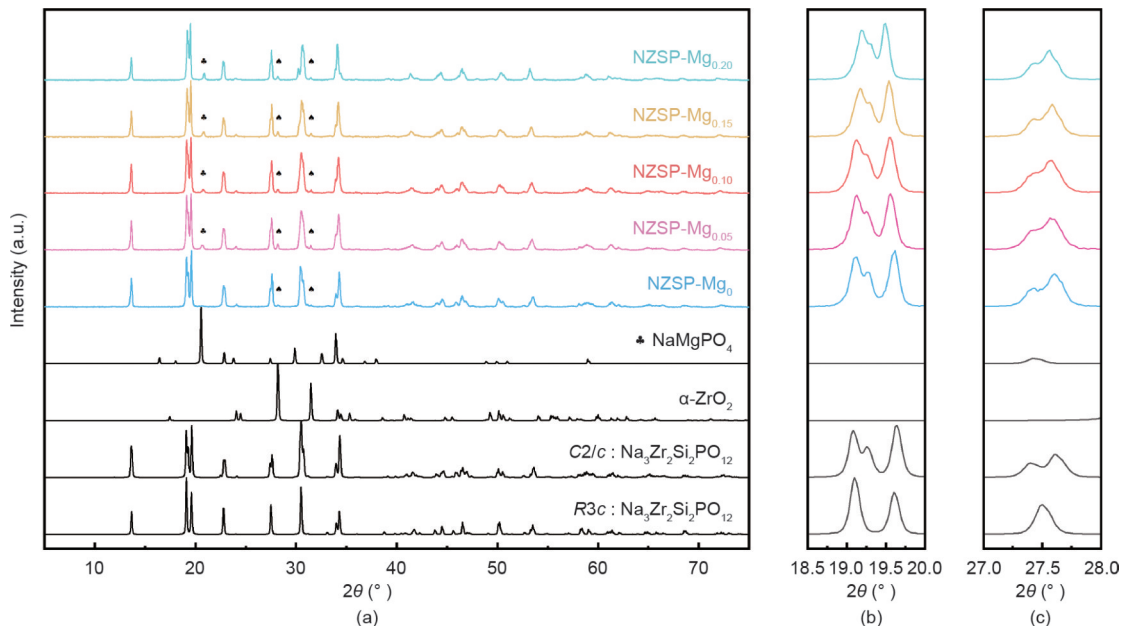 Intensity (a.u.)
NZSP-Mg₀.₂₀
NZSP-Mg₀.₁₅
NZSP-Mg₀.₁₀
NZSP-Mg₀.₀₅
NZSP-Mg₀
♣ NaMgPO₄
α-ZrO₂
C2/c : Na₃Zr₂Si₂PO₁₂
R3c : Na₃Zr₂Si₂PO₁₂
10 20 30 40 50 60 70
2θ (°)
(a)
18.5 19.0 19.5 20.0
2θ (°)
(b)
27.0 27.5 28.0
2θ (°)
(c)